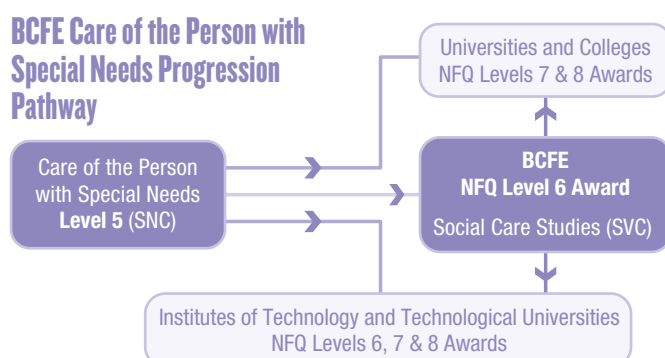 BCFE Care of the Person with
Special Needs Progression
Pathway
Universities and Colleges
NFQ Levels 7 & 8 Awards
Care of the Person
with Special Needs
Level 5 (SNC)
BCFE
NFQ Level 6 Award
Social Care Studies (SVC)
Institutes of Technology and Technological Universities
NFQ Levels 6, 7 & 8 Awards